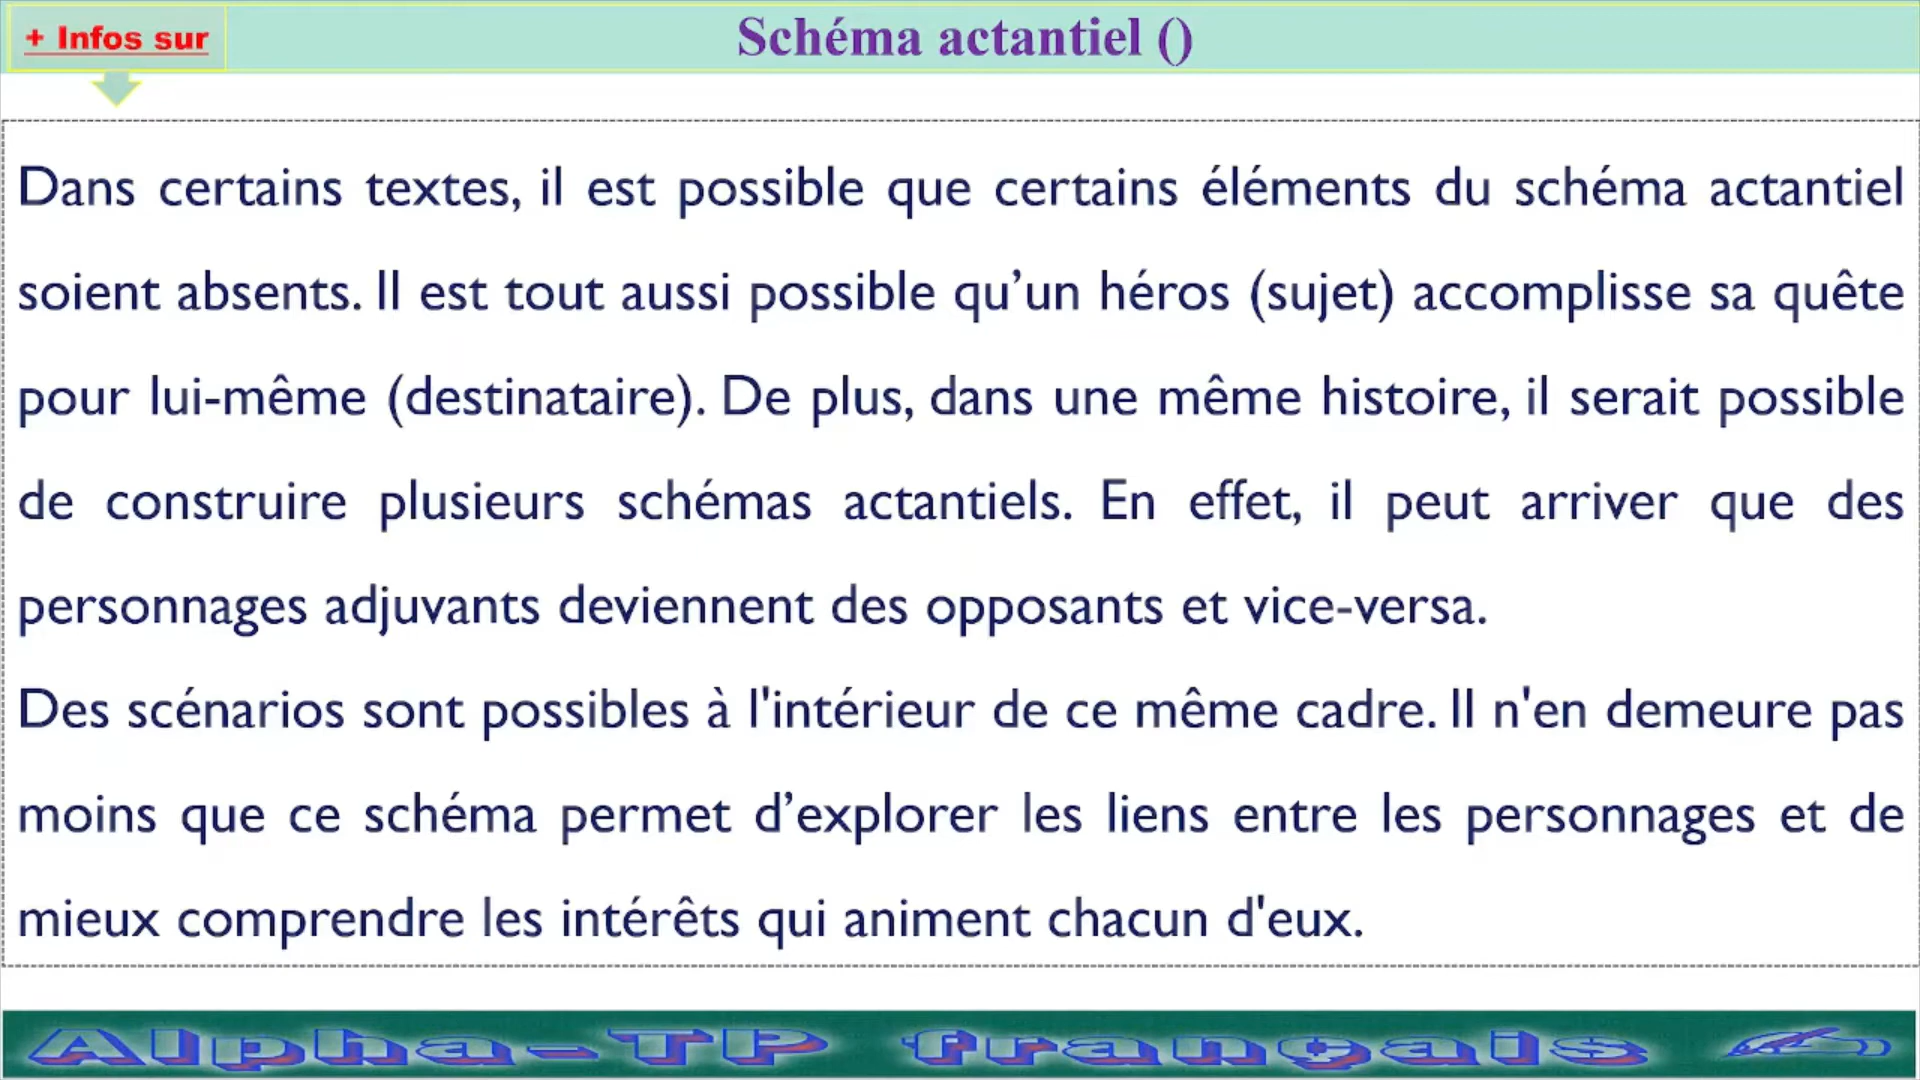 + Infos sur
Schéma actantiel ()
Dans certains textes, il est possible que certains éléments du schéma actantiel
soient absents. Il est tout aussi possible qu’un héros (sujet) accomplisse sa quête
pour lui-même (destinataire). De plus, dans une même histoire, il serait possible
de construire plusieurs schémas actantiels. En effet, il peut arriver que des
personnages adjuvants deviennent des opposants et vice-versa.
Des scénarios sont possibles à l'intérieur de ce même cadre. Il n'en demeure pas
moins que ce schéma permet d’explorer les liens entre les personnages et de
mieux comprendre les intérêts qui animent chacun d'eux.
Alpha-TP français